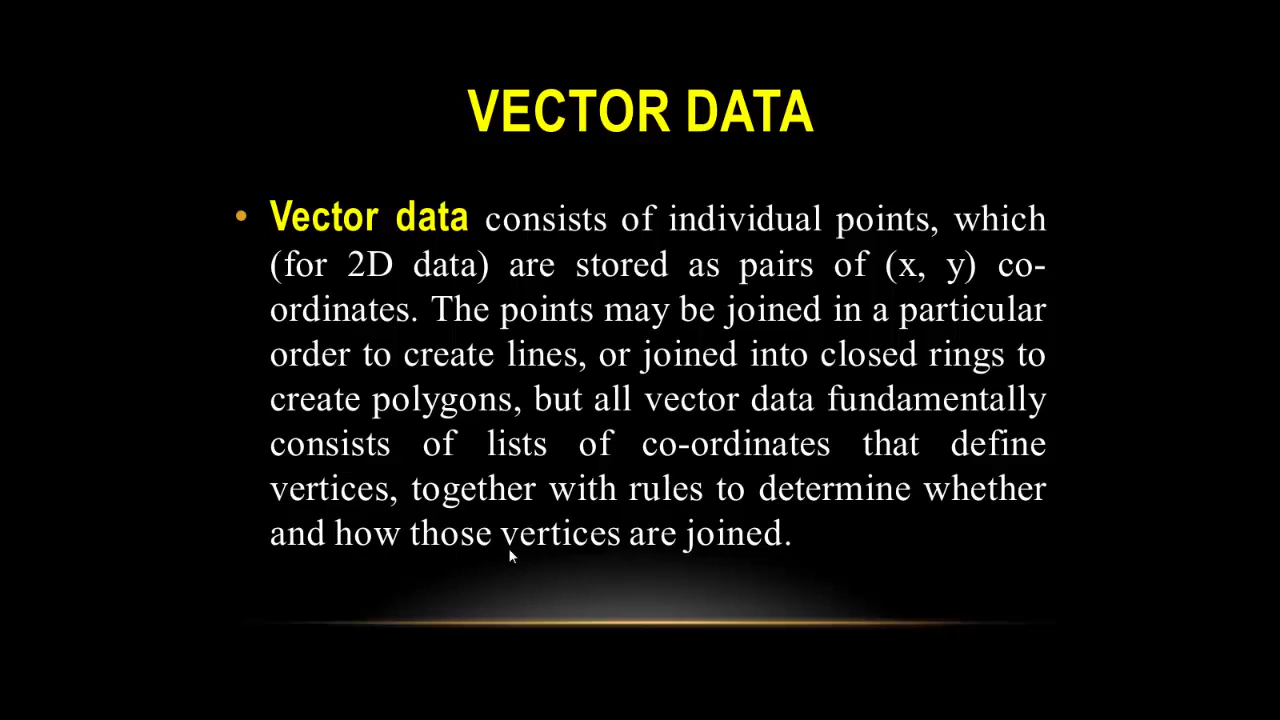 VECTOR DATA
• Vector data consists of individual points, which
(for 2D data) are stored as pairs of (x, y) co-
ordinates. The points may be joined in a particular
order to create lines, or joined into closed rings to
create polygons, but all vector data fundamentally
consists of lists of co-ordinates that define
vertices, together with rules to determine whether
and how those vertices are joined.